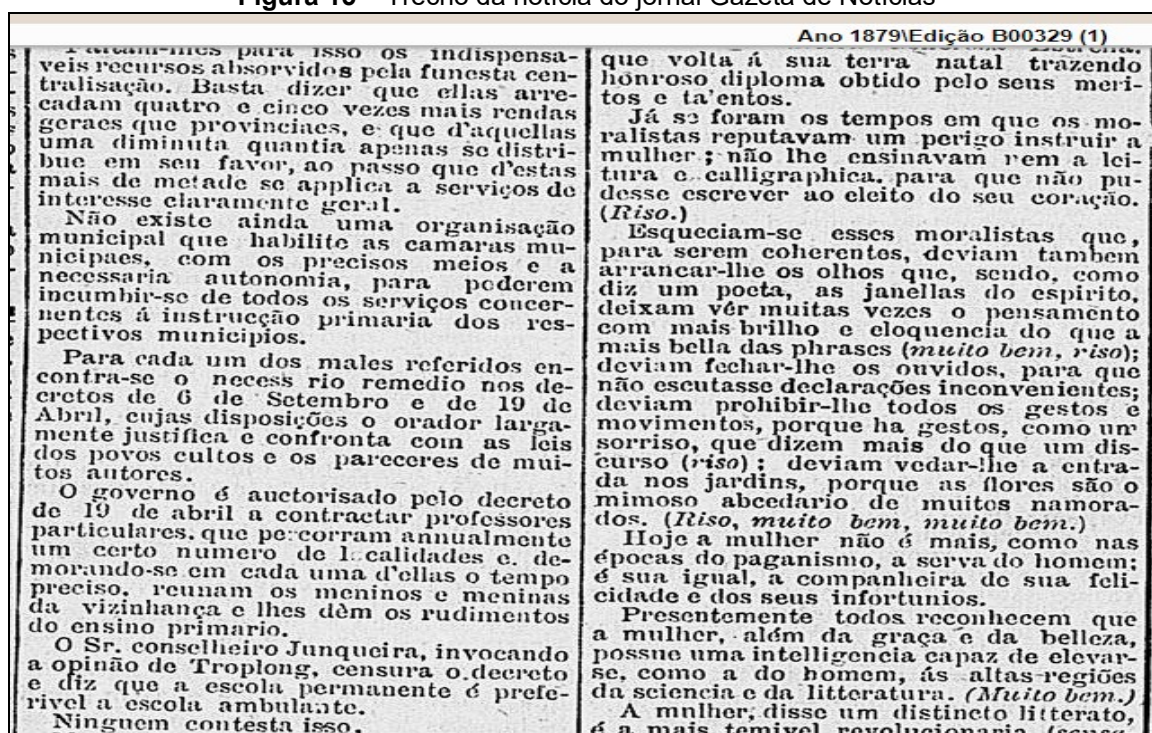 Figura 18 – Trecho da notícia do jornal Gazeta de Notícias
Ano 1879\Edição B00329 (1)
para isso os indispensa-
veis recursos absorvidos pela funesta cen-
tralisação. Basta dizer que ellas arre-
cadam quatro e cinco vezes mais rendas
geraes que provinciaes, e que d'aquellas
uma diminuta quantia apenas se distri-
bue em seu favor, ao passo que d'estas
mais de metade se applica a serviços de
interesse claramente geral.
Não existe ainda uma organisação
municipal que habilite as camaras mu-
nicipaes, com os precisos meios e a
necessaria autonomia, para poderem
incumbir-se de todos os serviços concer-
nentes á instrucção primaria dos res-
pectivos municipios.
Para cada um dos males referidos en-
contra-se o necess rio remedio nos de-
cretos de 6 de Setembro e de 19 de
Abril, cujas disposições o orador larga-
mente justifica e confronta com as leis
dos povos cultos e os pareceres de mui-
tos autores.
O governo é auctorisado pelo decreto
de 19 de abril a contractar professores
particulares, que percorram annualmente
um certo numero de localidades e, de-
morando-se em cada uma d'ellas o tempo
preciso, reunam os meninos e meninas
da vizinhança e lhes dêm os rudimentos
do ensino primario.
O Sr. conselheiro Junqueira, invocando
a opinião de Troplong, censura o decreto
e diz que a escola permanente é prefe-
rivel a escola ambulante.
Ninguem contesta isso.
que volta á sua terra natal trazendo
honroso diploma obtido pelo seus meri-
tos e ta'entos.
Já se foram os tempos em que os mo-
ralistas reputavam um perigo instruir a
mulher; não lhe ensinavam nem a lei-
tura e calligraphica, para que não pu-
desse escrever ao eleito do seu coração.
(Riso.)
Esqueciam-se esses moralistas que,
para serem coherentes, deviam tambem
arrancar-lhe os olhos que, sendo, como
diz um poeta, as janellas do espirito,
deixam vêr muitas vezes o pensamento
com mais brilho e eloquencia do que a
mais bella das phrases (muito bem, riso);
deviam fechar-lhe os ouvidos, para que
não escutasse declarações inconvenientes;
deviam prohibir-lhe todos os gestos e
movimentos, porque ha gestos, como um
sorriso, que dizem mais do que um dis-
curso (riso); deviam vedar-lhe a entra-
da nos jardins, porque as flores são o
mimoso abcedario de muitos namora-
dos. (Riso, muito bem, muito bem.)
Hoje a mulher não é mais, como nas
épocas do paganismo, a serva do homem;
é sua igual, a companheira de sua feli-
cidade e dos seus infortunios.
Presentemente todos reconhecem que
a mulher, além da graça e da belleza,
possue uma intelligencia capaz de elevar-
se, como a do homem, ás altas regiões
da sciencia e da litteratura. (Muito bem.)
A mulher, disse um distincto litterato,
é a mais temivel revolucionaria